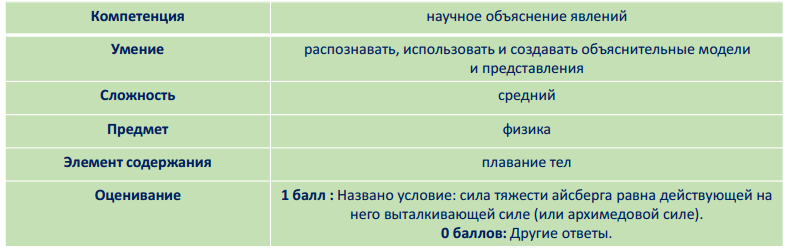 Компетенция научное объяснение явлений
Умение распознавать, использовать и создавать объяснительные модели
и представления
Сложность средний
Предмет физика
Элемент содержания плавание тел
Оценивание 1 балл : Названо условие: сила тяжести айсберга равна действующей на
него выталкивающей силе (или архимедовой силе).
0 баллов: Другие ответы.